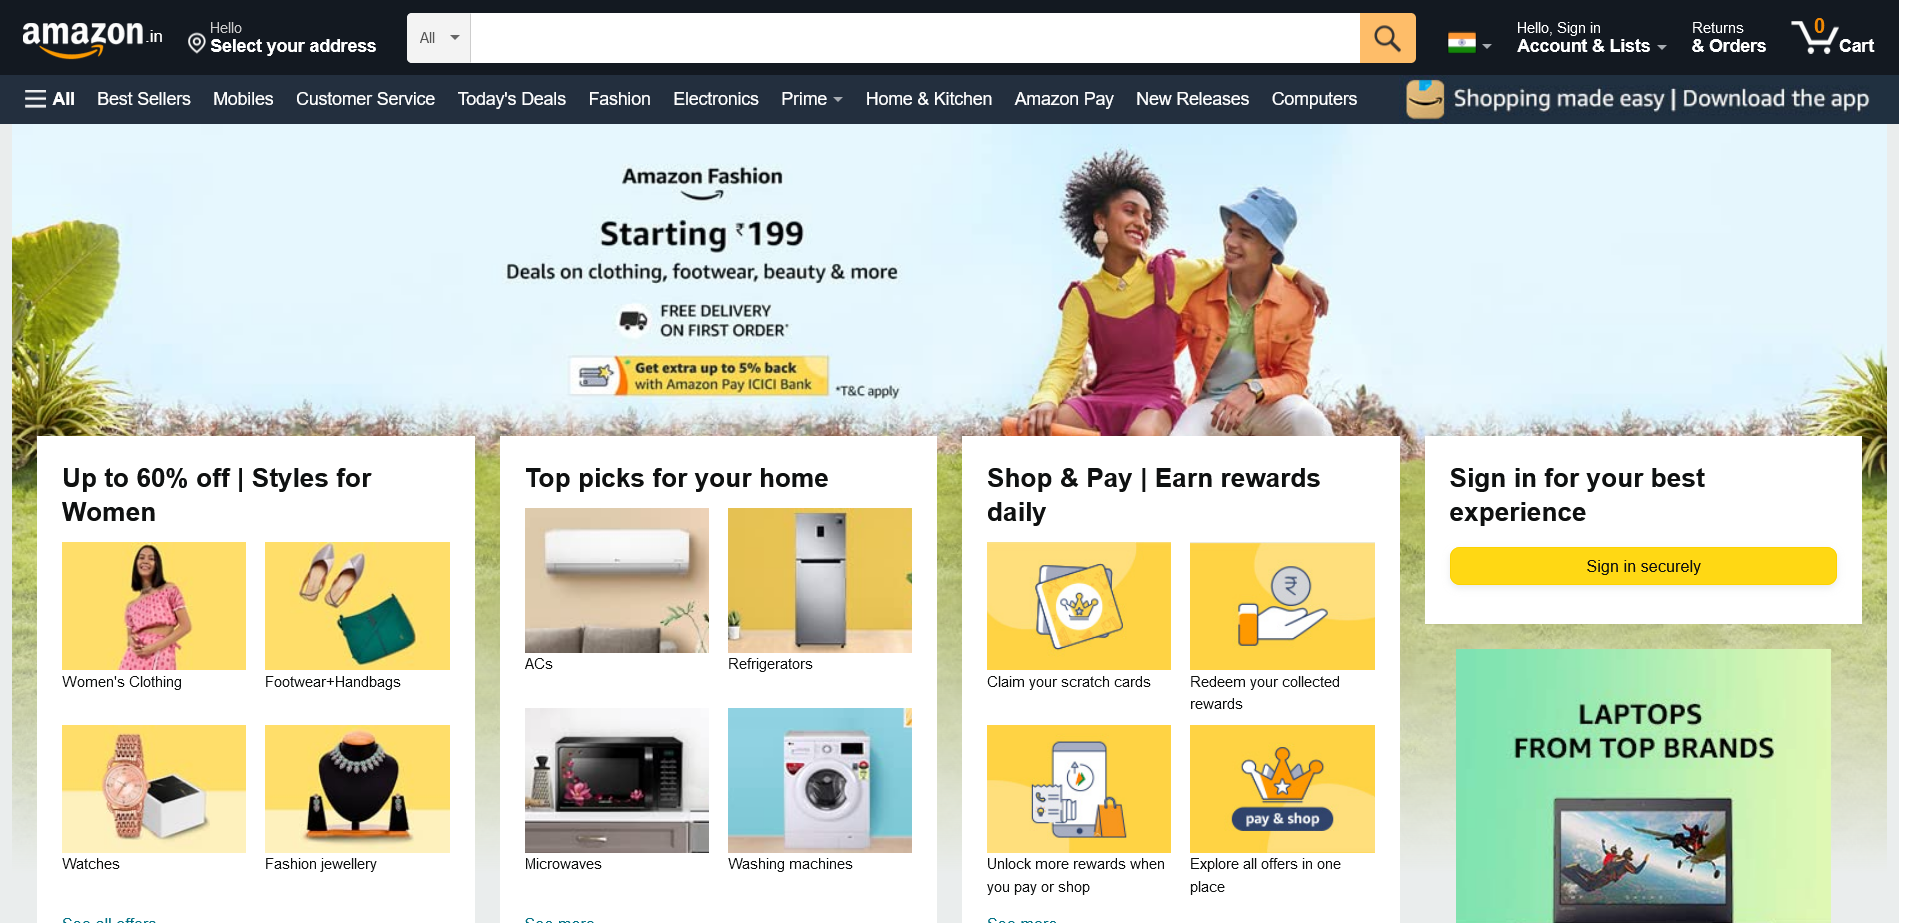 amazon.in
Hello
Select your address
All
Hello, Sign in
Account & Lists
Returns
& Orders
0
Cart
All
Best Sellers
Mobiles
Customer Service
Today's Deals
Fashion
Electronics
Prime
Home & Kitchen
Amazon Pay
New Releases
Computers
Shopping made easy | Download the app
Amazon Fashion
Starting ₹199
Deals on clothing, footwear, beauty & more
FREE DELIVERY
ON FIRST ORDER*
Get extra up to 5% back
with Amazon Pay ICICI Bank
*T&C apply
Up to 60% off | Styles for
Women
Women's Clothing
Footwear+Handbags
Watches
Fashion jewellery
See all offers
Top picks for your home
ACs
Refrigerators
Microwaves
Washing machines
See more
Shop & Pay | Earn rewards
daily
₹
Claim your scratch cards
Redeem your collected
rewards
pay & shop
Unlock more rewards when
you pay or shop
Explore all offers in one
place
See more
Sign in for your best
experience
Sign in securely
LAPTOPS
FROM TOP BRANDS